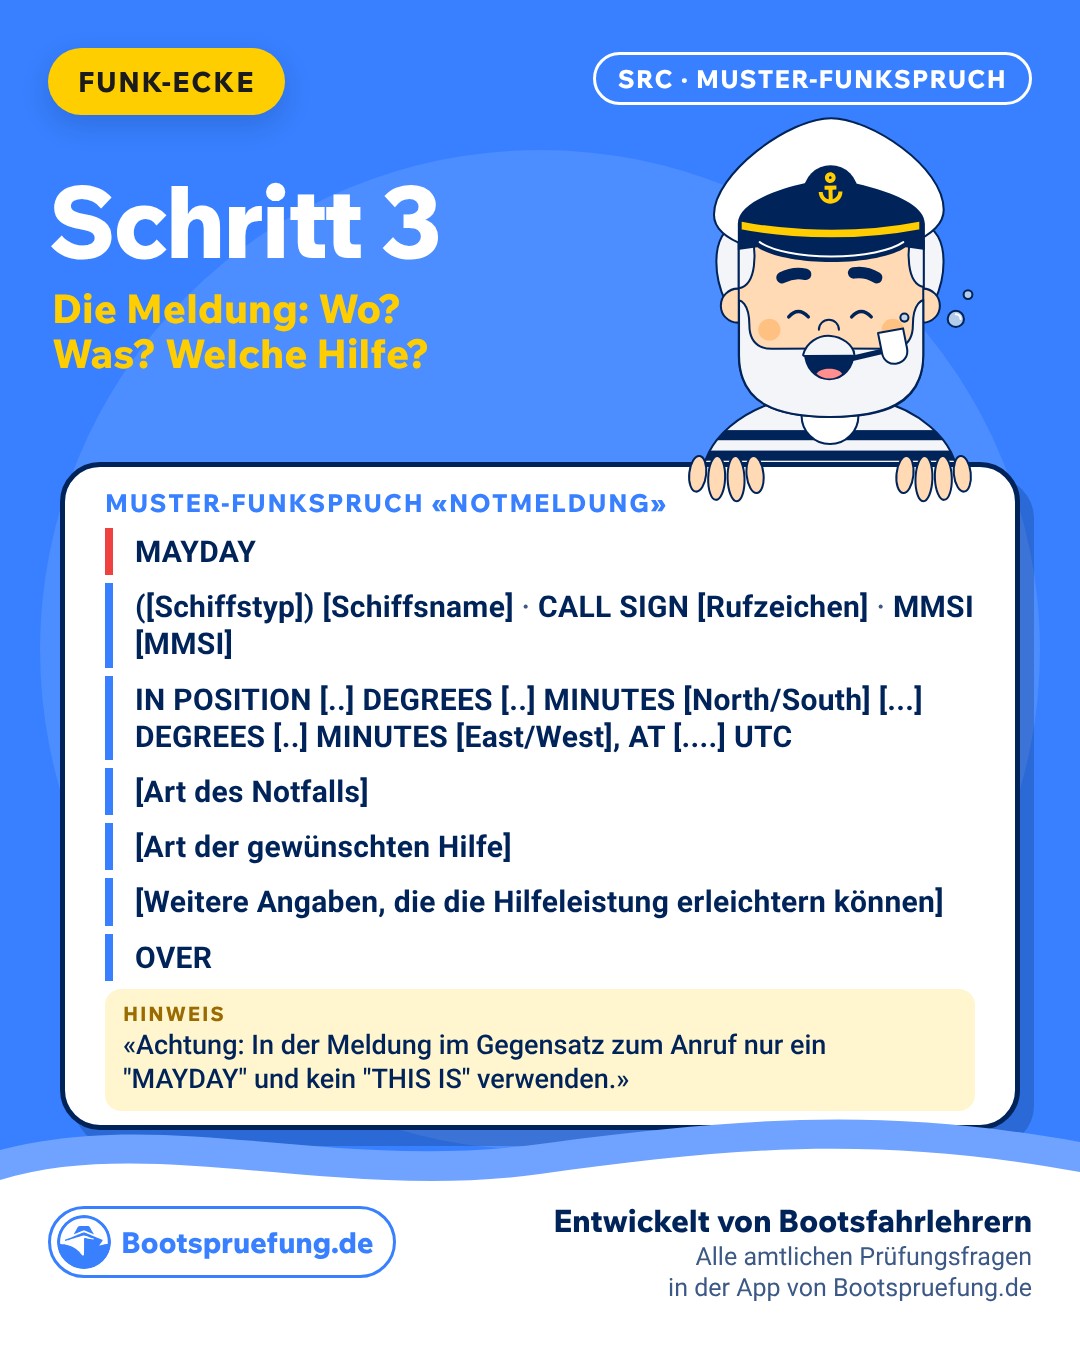 FUNK-ECKE
SRC · MUSTER-FUNKSPRUCH
Schritt 3
Die Meldung: Wo?
Was? Welche Hilfe?
MUSTER-FUNKSPRUCH «NOTMELDUNG»
MAYDAY
([Schiffstyp]) [Schiffsname] · CALL SIGN [Rufzeichen] · MMSI
[MMSI]
IN POSITION [..] DEGREES [..] MINUTES [North/South] [...]
DEGREES [..] MINUTES [East/West], AT [....] UTC
[Art des Notfalls]
[Art der gewünschten Hilfe]
[Weitere Angaben, die die Hilfeleistung erleichtern können]
OVER
HINWEIS
«Achtung: In der Meldung im Gegensatz zum Anruf nur ein
"MAYDAY" und kein "THIS IS" verwenden.»
Bootspruefung.de
Entwickelt von Bootsfahrlehrern
Alle amtlichen Prüfungsfragen
in der App von Bootspruefung.de